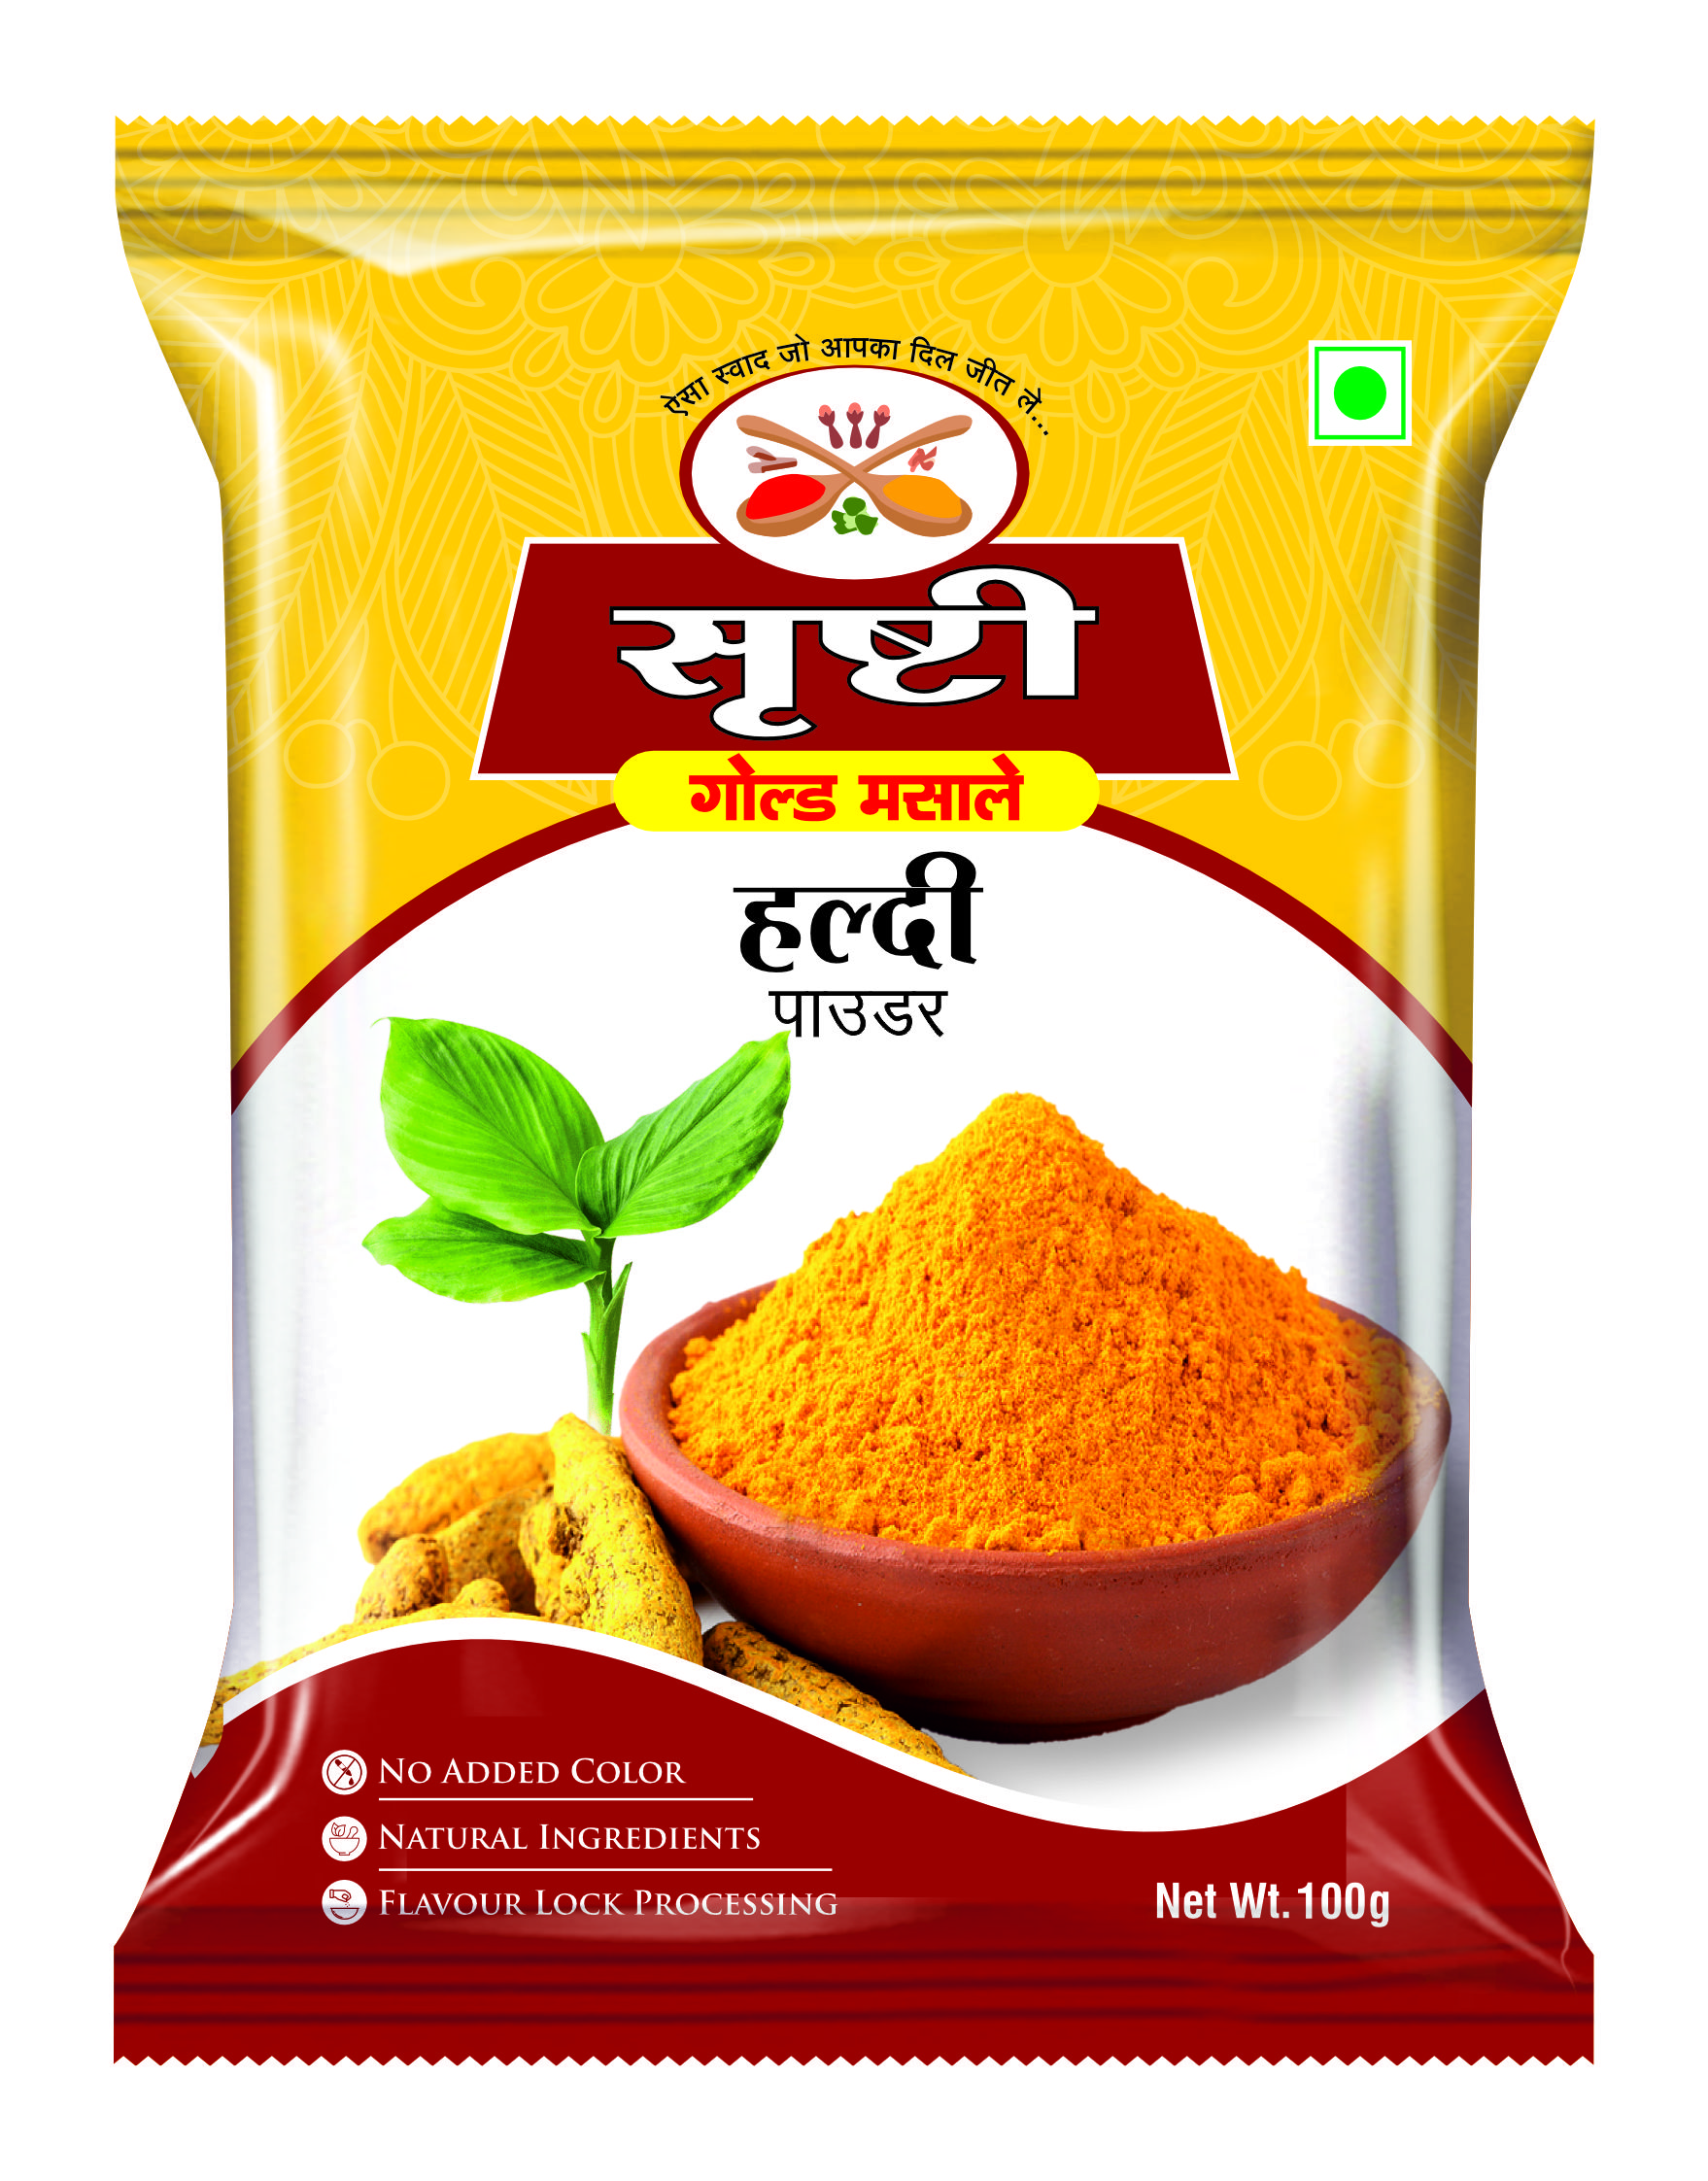 ऐसा स्वाद जो आपका दिल जीत ले...
सृष्टी
गोल्ड मसाले
हल्दी
पाउडर
NO ADDED COLOR
NATURAL INGREDIENTS
FLAVOUR LOCK PROCESSING
Net Wt. 100g